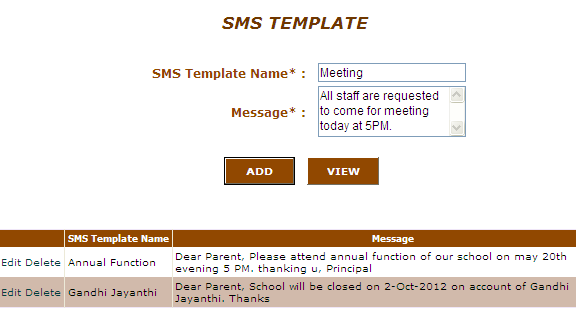 SMS TEMPLATE
SMS Template Name* : Meeting
Message* : All staff are requested
to come for meeting
today at 5PM.
ADD VIEW
SMS Template Name Message
Edit Delete Annual Function Dear Parent, Please attend annual function of our school on may 20th
evening 5 PM. thanking u, Principal
Edit Delete Gandhi Jayanthi Dear Parent, School will be closed on 2-Oct-2012 on account of Gandhi
Jayanthi. Thanks